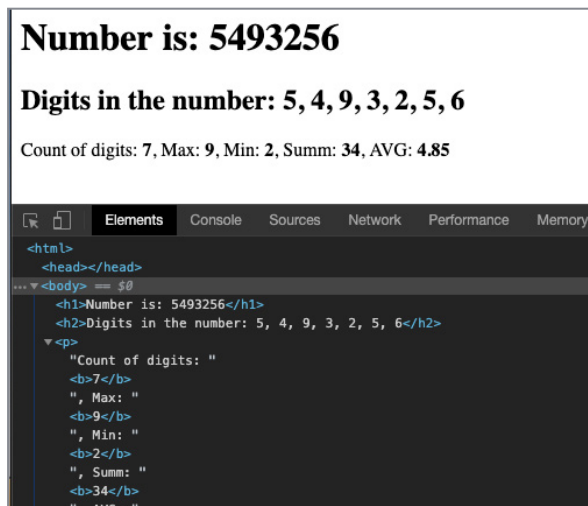 Number is: 5493256
Digits in the number: 5, 4, 9, 3, 2, 5, 6
Count of digits: 7, Max: 9, Min: 2, Summ: 34, AVG: 4.85
Elements Console Sources Network Performance Memory
<html>
<head></head>
... ▼<body> == $0
<h1>Number is: 5493256</h1>
<h2>Digits in the number: 5, 4, 9, 3, 2, 5, 6</h2>
▼<p>
"Count of digits: "
<b>7</b>
", Max: "
<b>9</b>
", Min: "
<b>2</b>
", Summ: "
<b>34</b>